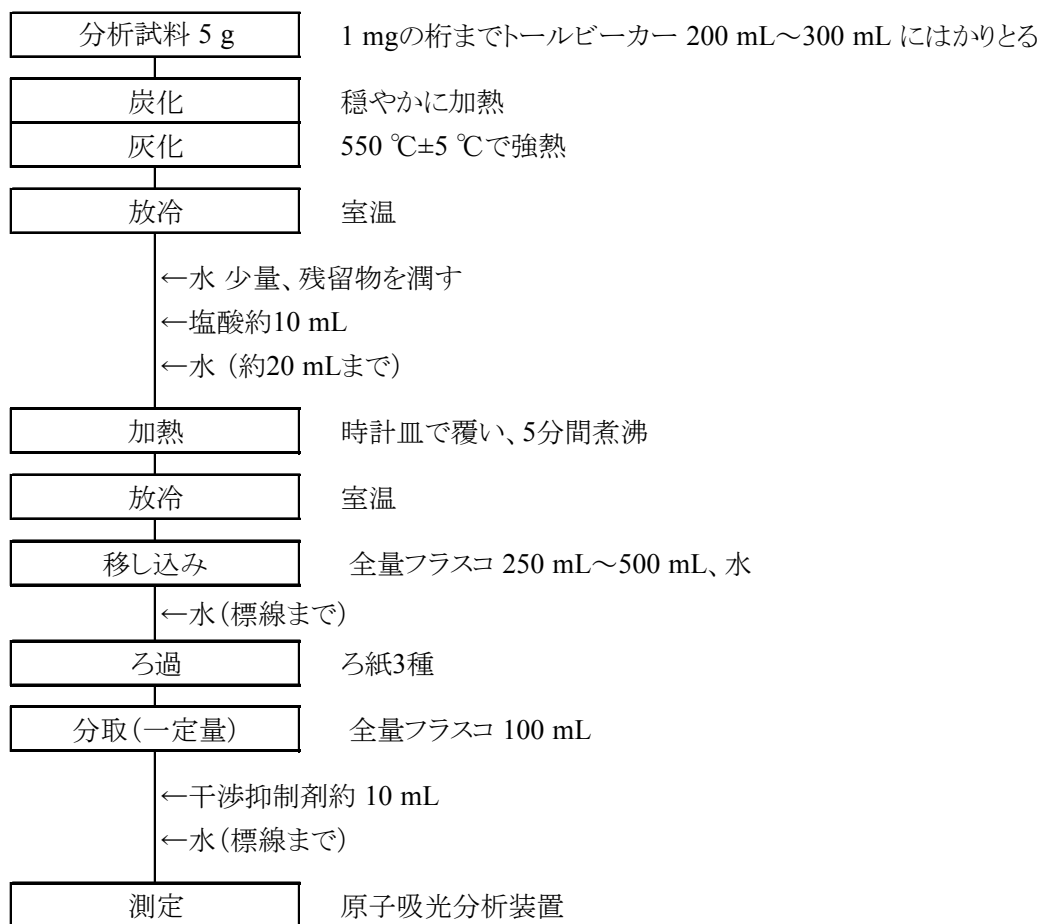 分析試料 5 g 1 mgの桁までトールビーカー 200 mL～300 mL にはかりとる
炭化 穏やかに加熱
灰化 550 ℃±5 ℃で強熱
放冷 室温
←水 少量、残留物を潤す
←塩酸約10 mL
←水 （約20 mLまで）
加熱 時計皿で覆い、5分間煮沸
放冷 室温
移し込み 全量フラスコ 250 mL～500 mL、水
←水（標線まで）
ろ過 ろ紙3種
分取（一定量） 全量フラスコ 100 mL
←干渉抑制剤約 10 mL
←水（標線まで）
測定 原子吸光分析装置